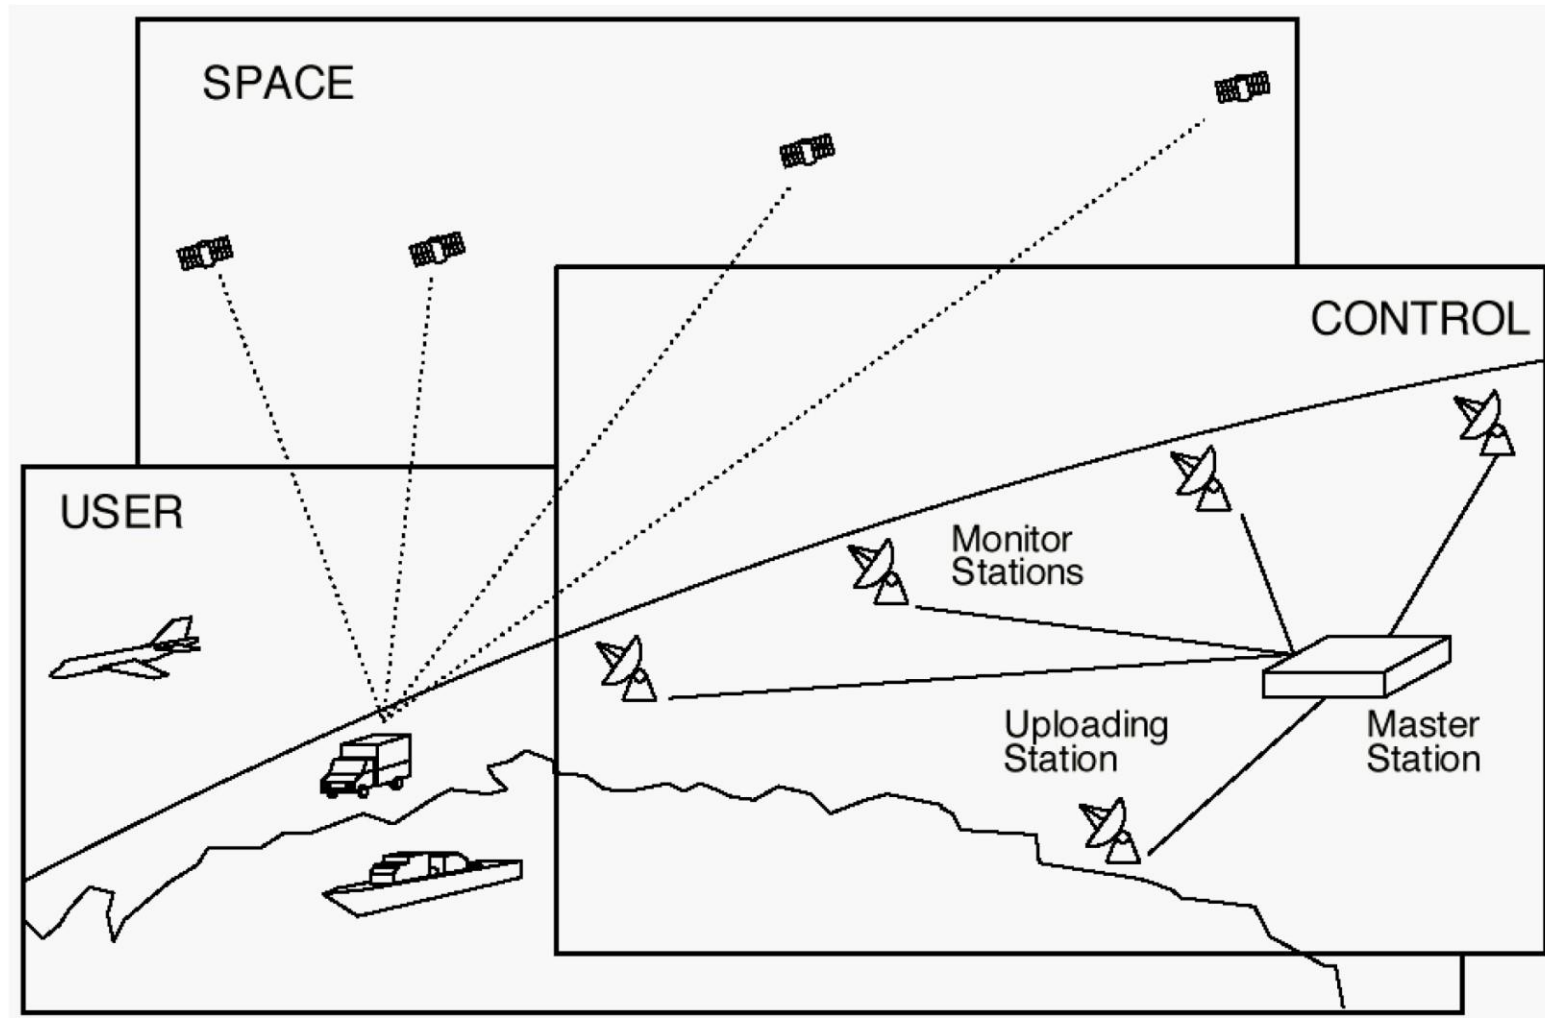 SPACE
CONTROL
USER
Monitor
Stations
Uploading
Station
Master
Station